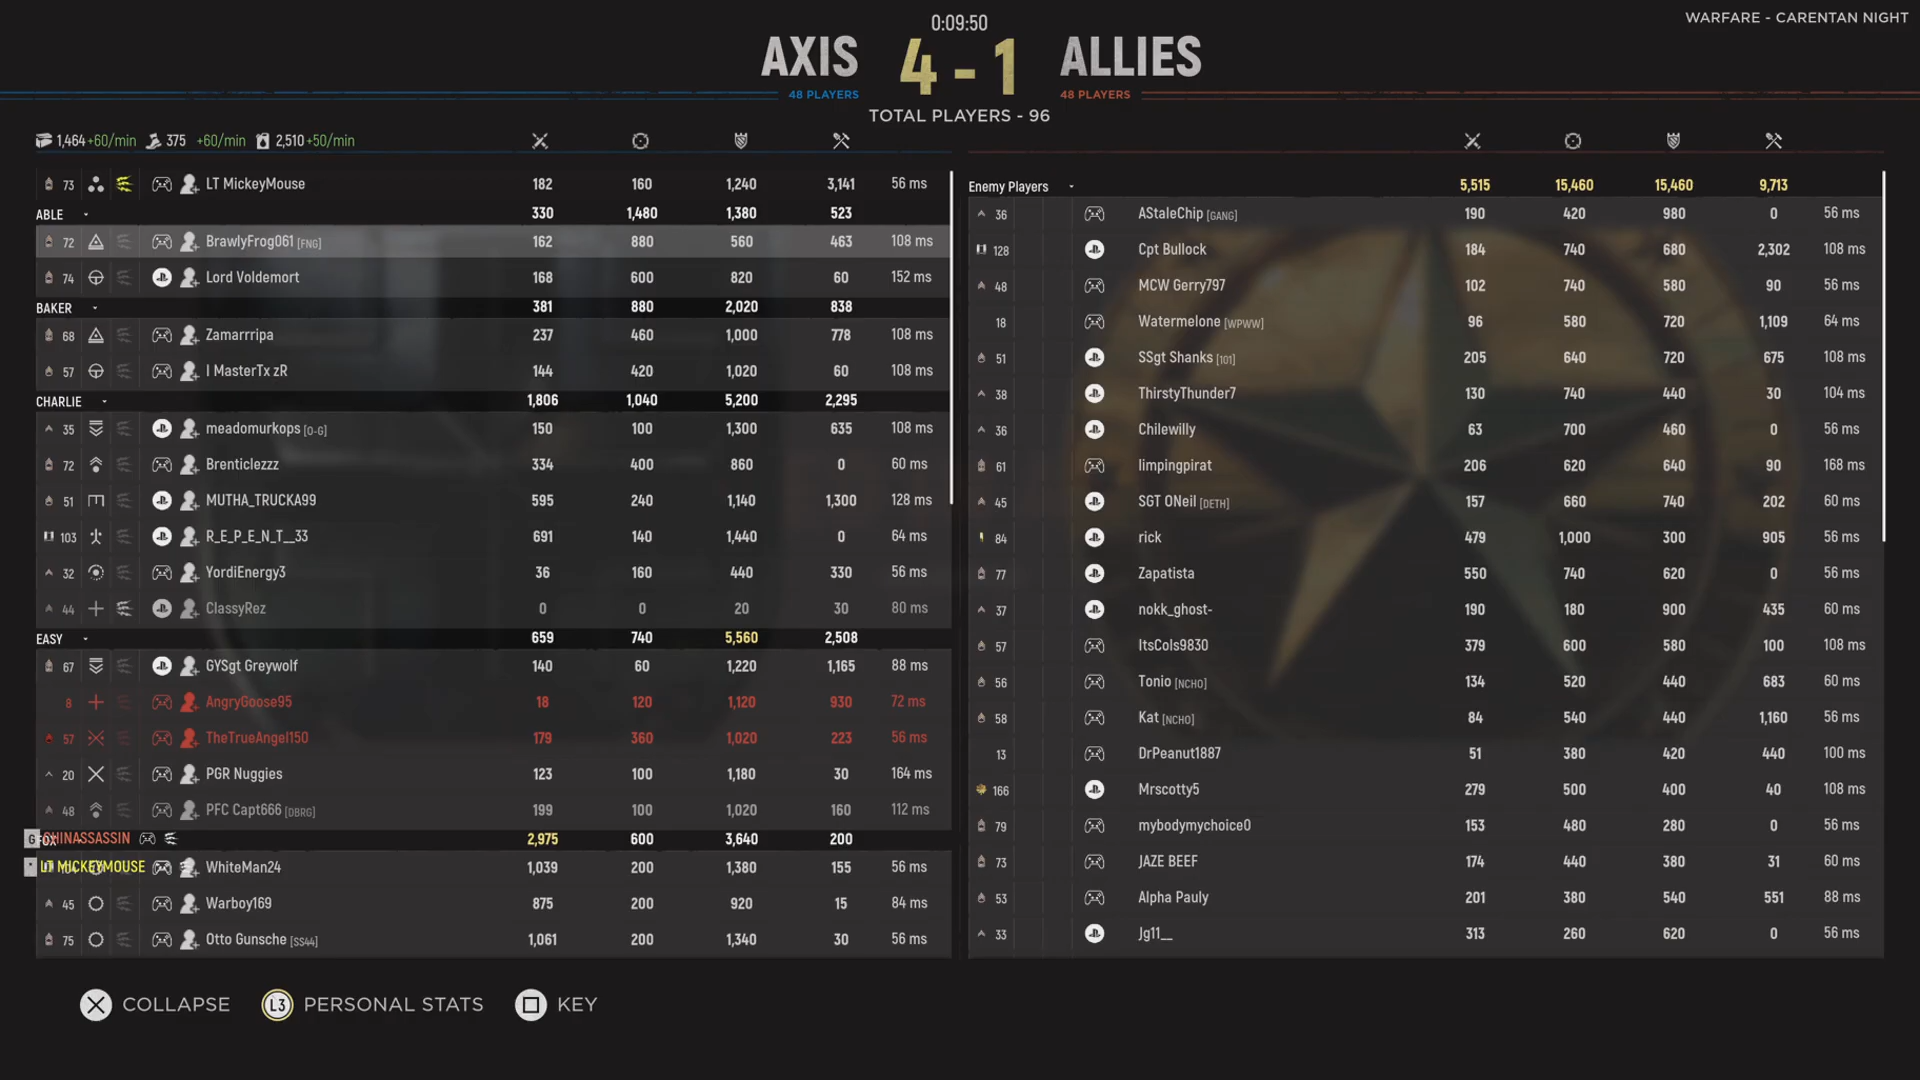 WARFARE - CARENTAN NIGHT
0:09:50
AXIS 4 - 1 ALLIES
48 PLAYERS 48 PLAYERS
TOTAL PLAYERS - 96
1,464 +60/min 375 +60/min 2,510 +50/min
73 LT MickeyMouse 182 160 1,240 3,141 56 ms
ABLE 330 1,480 1,380 523
72 BrawlyFrog061 [FNG] 162 880 560 463 108 ms
74 Lord Voldemort 168 600 820 60 152 ms
BAKER 381 880 2,020 838
68 Zamarrripa 237 460 1,000 778 108 ms
57 I MasterTx zR 144 420 1,020 60 108 ms
CHARLIE 1,806 1,040 5,200 2,295
35 meadomurkops [O-G] 150 100 1,300 635 108 ms
72 Brenticlezzz 334 400 860 0 60 ms
51 MUTHA_TRUCKA99 595 240 1,140 1,300 128 ms
103 R_E_P_E_N_T__33 691 140 1,440 0 64 ms
32 YordiEnergy3 36 160 440 330 56 ms
44 ClassyRez 0 0 20 30 80 ms
EASY 659 740 5,560 2,508
67 GYSgt Greywolf 140 60 1,220 1,165 88 ms
8 AngryGoose95 18 120 1,120 930 72 ms
57 TheTrueAngel150 179 360 1,020 223 56 ms
20 PGR Nuggies 123 100 1,180 30 164 ms
48 PFC Capt666 [DBRG] 199 100 1,020 160 112 ms
2,975 600 3,640 200
LT MICKEYMOUSE WhiteMan24 1,039 200 1,380 155 56 ms
45 Warboy169 875 200 920 15 84 ms
75 Otto Gunsche [SS44] 1,061 200 1,340 30 56 ms
Enemy Players 5,515 15,460 15,460 9,713
36 AStaleChip [GANG] 190 420 980 0 56 ms
128 Cpt Bullock 184 740 680 2,302 108 ms
48 MCW Gerry797 102 740 580 90 56 ms
18 Watermelone [WPWW] 96 580 720 1,109 64 ms
51 SSgt Shanks [101] 205 640 720 675 108 ms
38 ThirstyThunder7 130 740 440 30 104 ms
36 Chilewilly 63 700 460 0 56 ms
61 limpingpirat 206 620 640 90 168 ms
45 SGT ONeil [DETH] 157 660 740 202 60 ms
84 rick 479 1,000 300 905 56 ms
77 Zapatista 550 740 620 0 56 ms
37 nokk_ghost- 190 180 900 435 60 ms
57 ItsCols9830 379 600 580 100 108 ms
56 Tonio [NCHO] 134 520 440 683 60 ms
58 Kat [NCHO] 84 540 440 1,160 56 ms
13 DrPeanut1887 51 380 420 440 100 ms
166 Mrscotty5 279 500 400 40 108 ms
79 mybodymychoice0 153 480 280 0 56 ms
73 JAZE BEEF 174 440 380 31 60 ms
53 Alpha Pauly 201 380 540 551 88 ms
33 Jg11__ 313 260 620 0 56 ms
COLLAPSE L3 PERSONAL STATS KEY